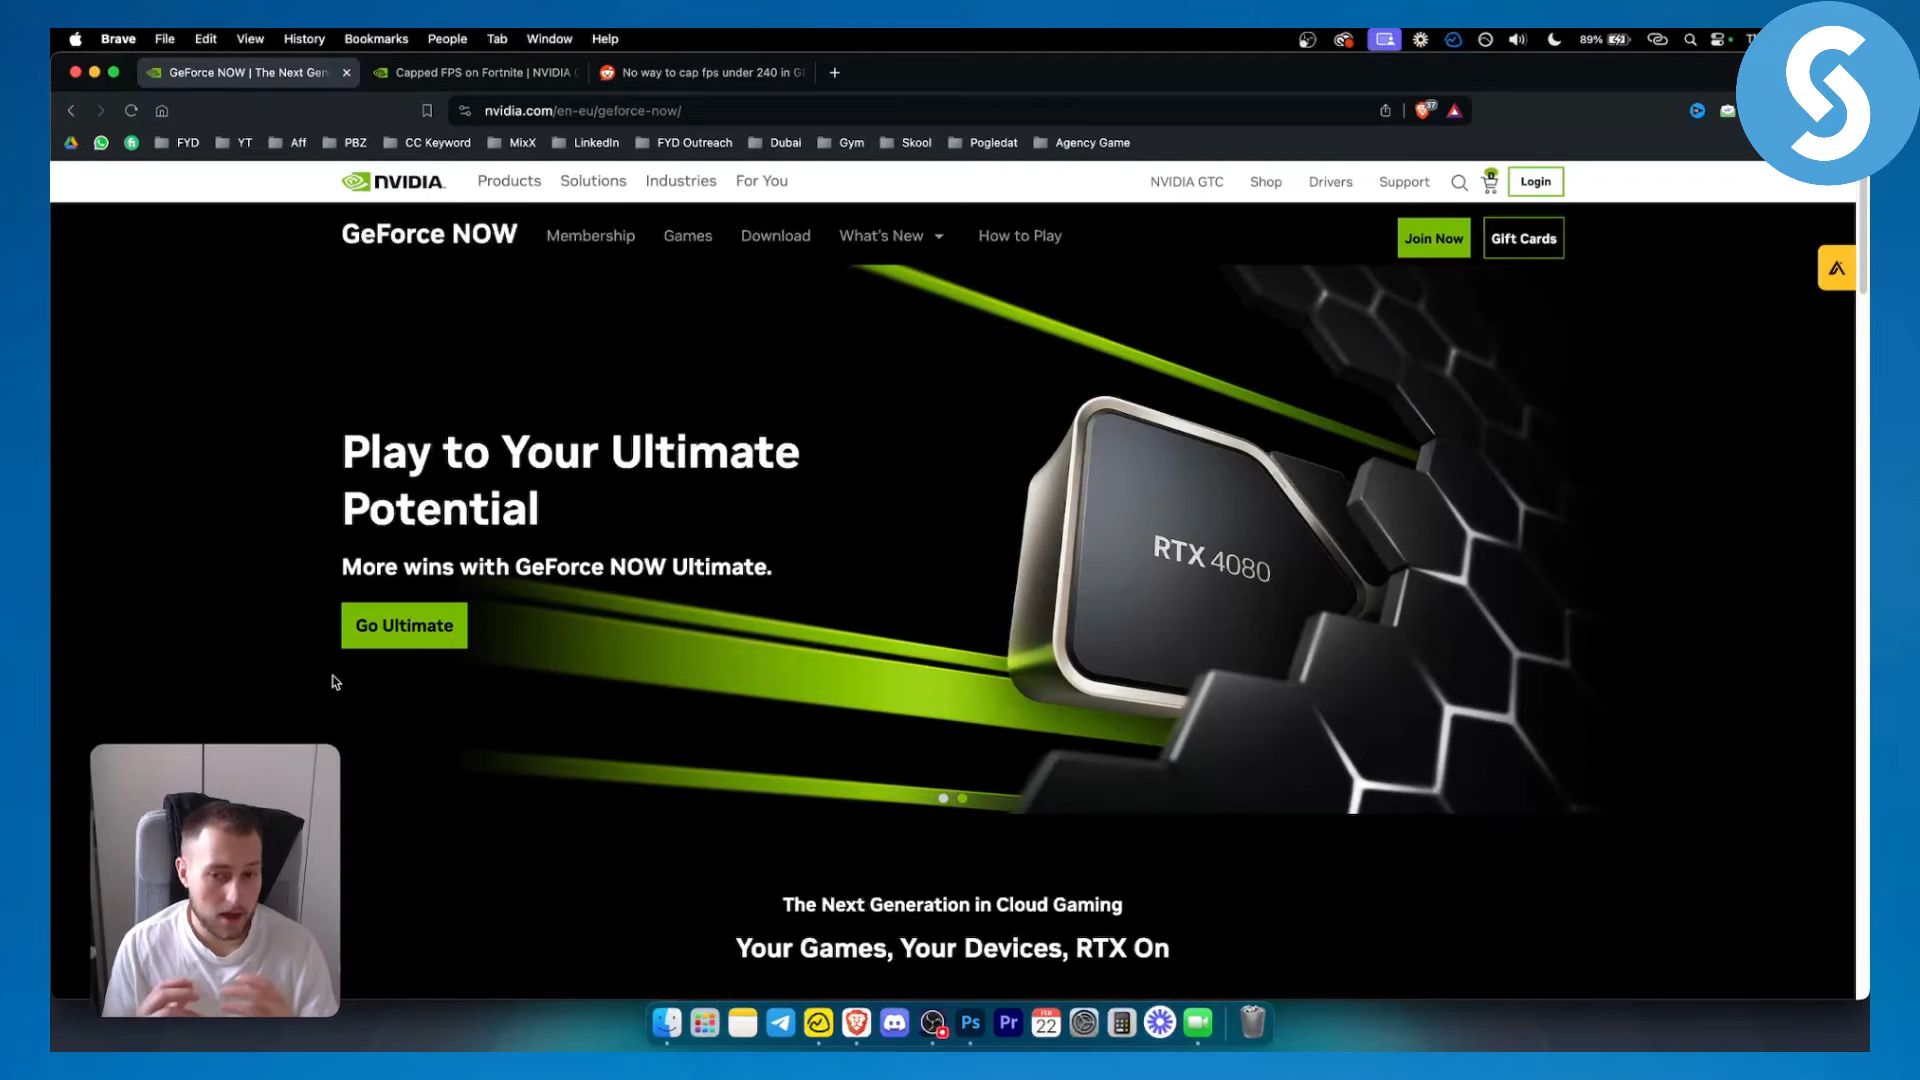 Brave File Edit View History Bookmarks People Tab Window Help 89%
GeForce NOW | The Next Gen Capped FPS on Fortnite | NVIDIA No way to cap fps under 240 in GF
nvidia.com/en-eu/geforce-now/ 37
FYD YT Aff PBZ CC Keyword MixX LinkedIn FYD Outreach Dubai Gym Skool Pogledat Agency Game
NVIDIA. Products Solutions Industries For You NVIDIA GTC Shop Drivers Support Login
GeForce NOW Membership Games Download What's New How to Play Join Now Gift Cards
Play to Your Ultimate
Potential
More wins with GeForce NOW Ultimate.
Go Ultimate
RTX 4080
The Next Generation in Cloud Gaming
Your Games, Your Devices, RTX On
Ps Pr FEB
22